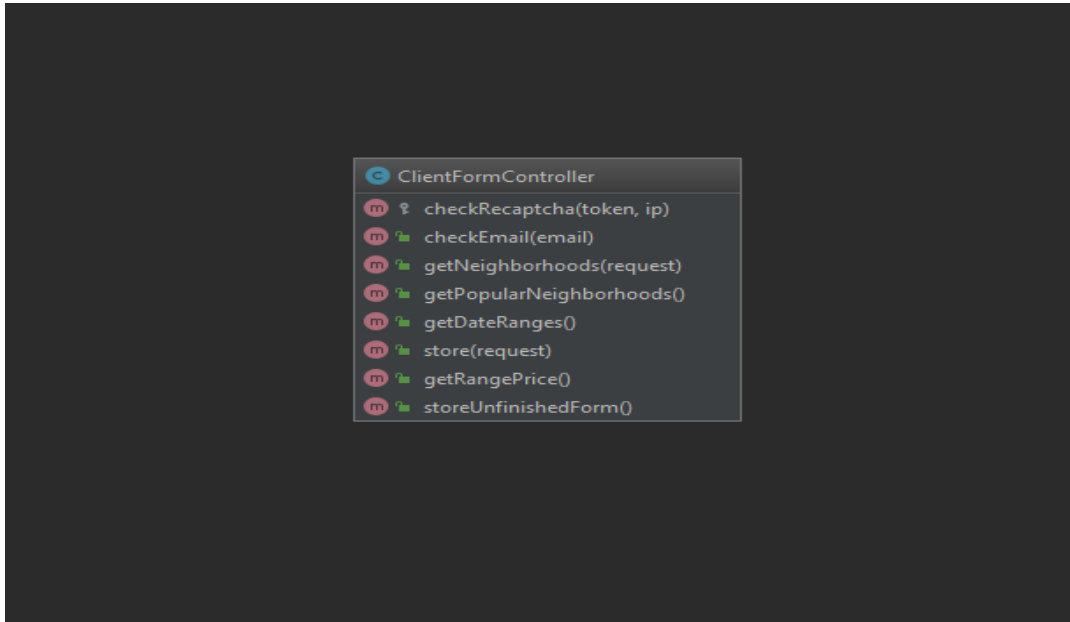 C ClientFormController
m checkRecaptcha(token, ip)
m checkEmail(email)
m getNeighborhoods(request)
m getPopularNeighborhoods()
m getDateRanges()
m store(request)
m getRangePrice()
m storeUnfinishedForm()